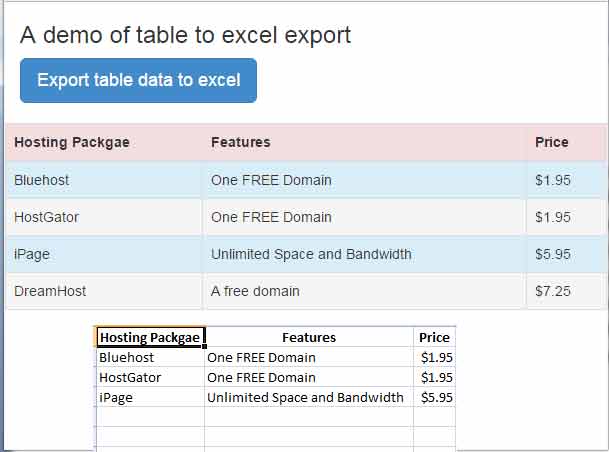 A demo of table to excel export
Export table data to excel
Hosting Packgae Features Price
Bluehost One FREE Domain $1.95
HostGator One FREE Domain $1.95
iPage Unlimited Space and Bandwidth $5.95
DreamHost A free domain $7.25
Hosting Packgae Features Price
Bluehost One FREE Domain $1.95
HostGator One FREE Domain $1.95
iPage Unlimited Space and Bandwidth $5.95